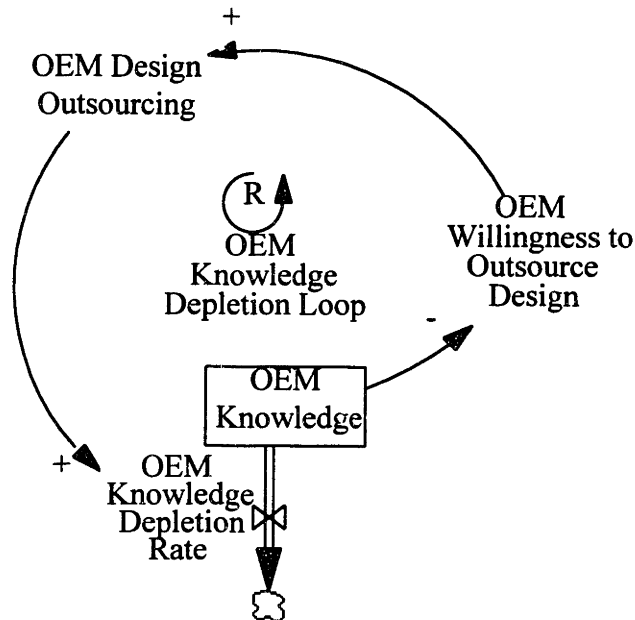 +
OEM Design
Outsourcing
R
OEM
Knowledge
Depletion Loop
OEM
Willingness to
Outsource
Design
-
OEM
Knowledge
+
OEM
Knowledge
Depletion
Rate